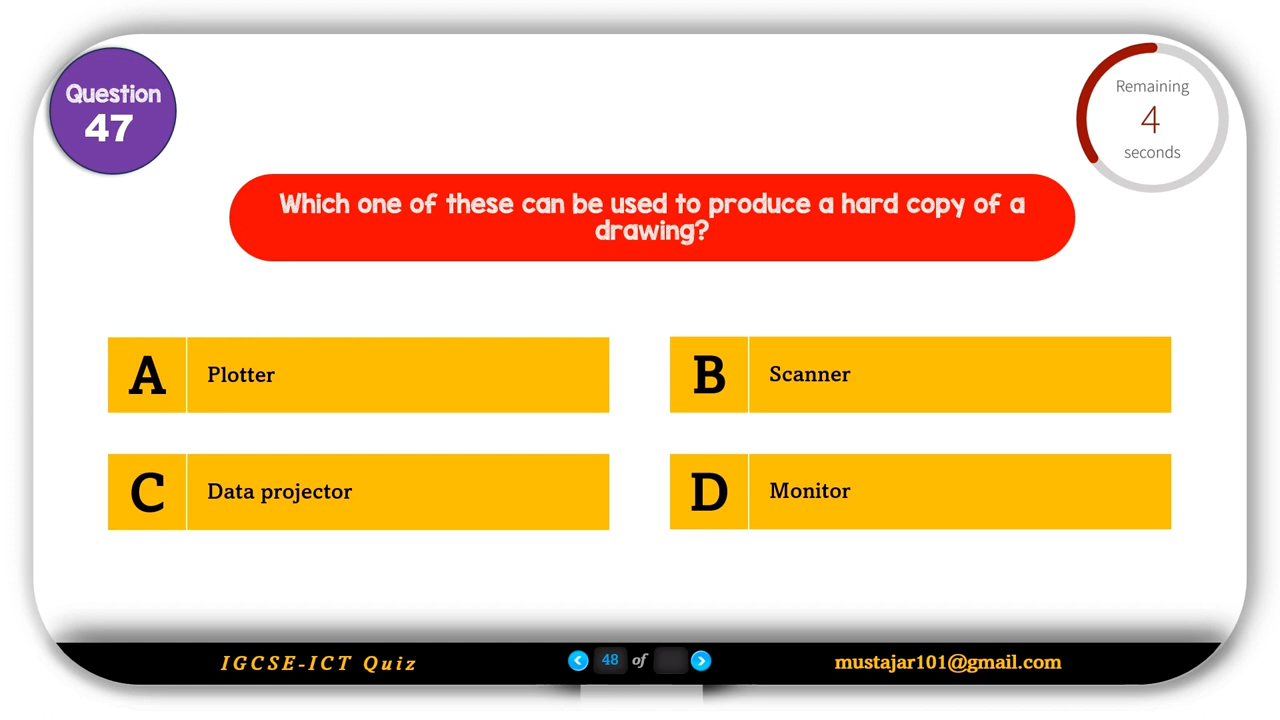 Question
47
Remaining
4
seconds
Which one of these can be used to produce a hard copy of a
drawing?
A Plotter
B Scanner
C Data projector
D Monitor
IGCSE-ICT Quiz
48 of
mustajar101@gmail.com